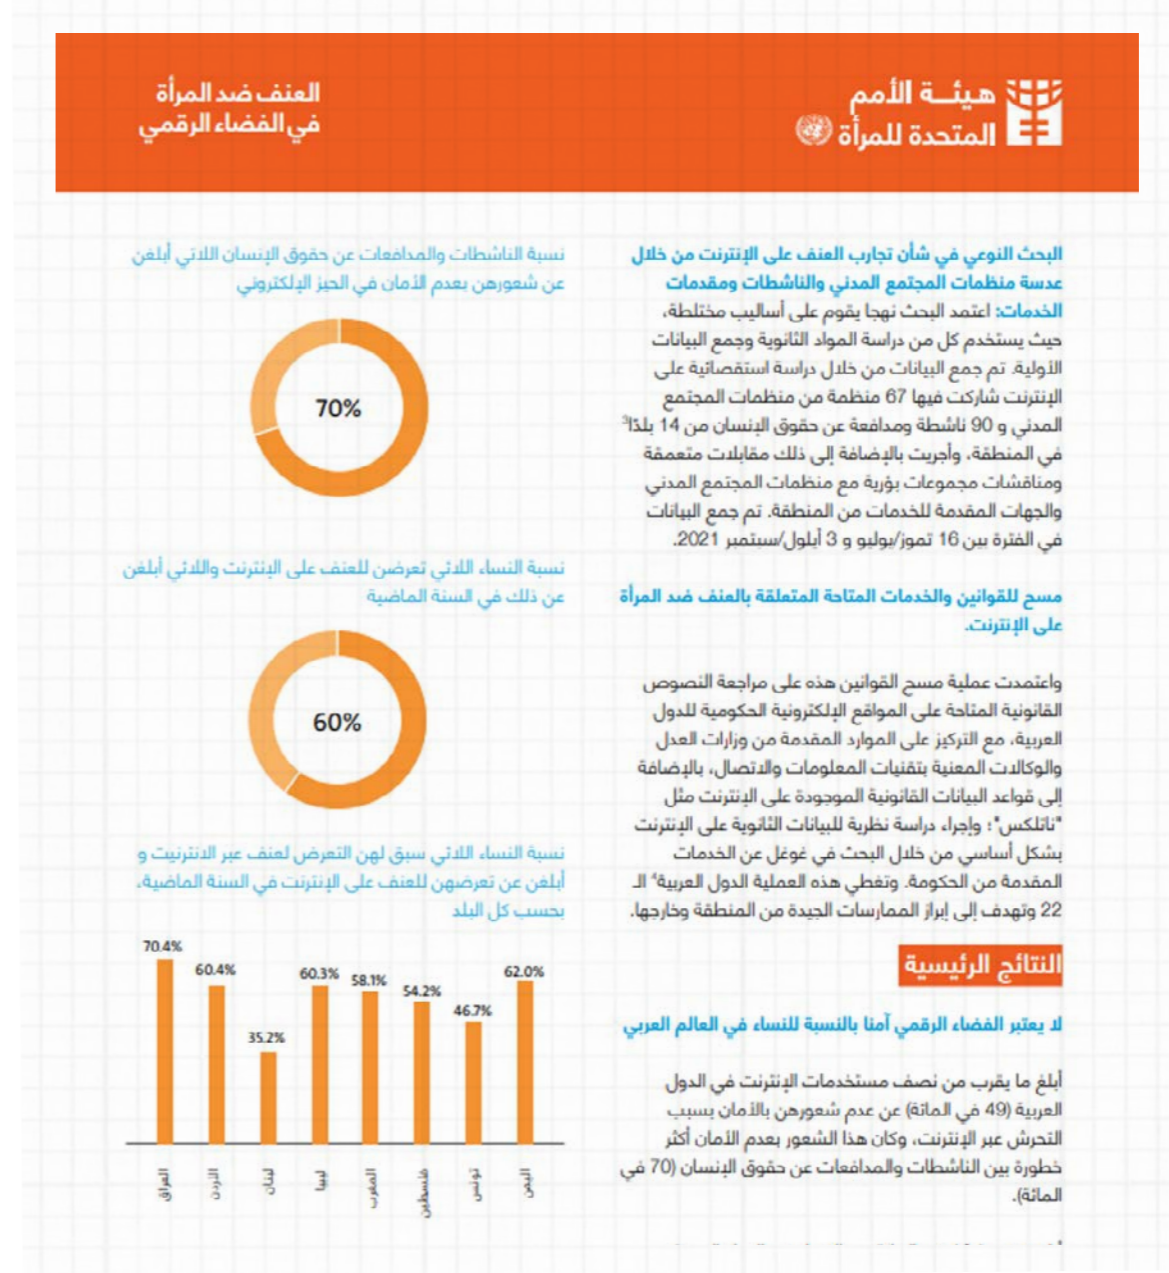 هيئــة الأمم
المتحدة للمرأة
العنف ضد المرأة
في الفضاء الرقمي
البحث النوعي في شأن تجارب العنف على الإنترنت من خلال
عدسة منظمات المجتمع المدني والناشطات ومقدمات
الخدمات: اعتمد البحث نهجا يقوم على أساليب مختلطة،
حيث يستخدم كل من دراسة المواد الثانوية وجمع البيانات
الأولية. تم جمع البيانات من خلال دراسة استقصائية على
الإنترنت شاركت فيها 67 منظمة من منظمات المجتمع
المدني و 90 ناشطة ومدافعة عن حقوق الإنسان من 14 بلدًا³
في المنطقة، وأجريت بالإضافة إلى ذلك مقابلات متعمقة
ومناقشات مجموعات بؤرية مع منظمات المجتمع المدني
والجهات المقدمة للخدمات من المنطقة. تم جمع البيانات
في الفترة بين 16 تموز/يوليو و 3 أيلول/سبتمبر 2021.
مسح للقوانين والخدمات المتاحة المتعلقة بالعنف ضد المرأة
على الإنترنت.
واعتمدت عملية مسح القوانين هذه على مراجعة النصوص
القانونية المتاحة على المواقع الإلكترونية الحكومية للدول
العربية، مع التركيز على الموارد المقدمة من وزارات العدل
والوكالات المعنية بتقنيات المعلومات والاتصال، بالإضافة
إلى قواعد البيانات القانونية الموجودة على الإنترنت مثل
"ناتلكس"؛ وإجراء دراسة نظرية للبيانات الثانوية على الإنترنت
بشكل أساسي من خلال البحث في غوغل عن الخدمات
المقدمة من الحكومة. وتغطي هذه العملية الدول العربية⁴ الـ
22 وتهدف إلى إبراز الممارسات الجيدة من المنطقة وخارجها.
النتائج الرئيسية
لا يعتبر الفضاء الرقمي آمنا بالنسبة للنساء في العالم العربي
أبلغ ما يقرب من نصف مستخدمات الإنترنت في الدول
العربية (49 في المائة) عن عدم شعورهن بالأمان بسبب
التحرش عبر الإنترنت، وكان هذا الشعور بعدم الأمان أكثر
خطورة بين الناشطات والمدافعات عن حقوق الإنسان (70 في
المائة).
نسبة الناشطات والمدافعات عن حقوق الإنسان اللاتي أبلغن
عن شعورهن بعدم الأمان في الحيز الإلكتروني
70%
نسبة النساء اللائي تعرضن للعنف على الإنترنت واللائي أبلغن
عن ذلك في السنة الماضية
60%
نسبة النساء اللائي سبق لهن التعرض لعنف عبر الانترنيت و
أبلغن عن تعرضهن للعنف على الإنترنت في السنة الماضية،
بحسب كل البلد
70.4% 60.4% 35.2% 60.3% 58.1% 54.2% 46.7% 62.0%
العراق الأردن لبنان ليبيا المغرب فلسطين تونس اليمن